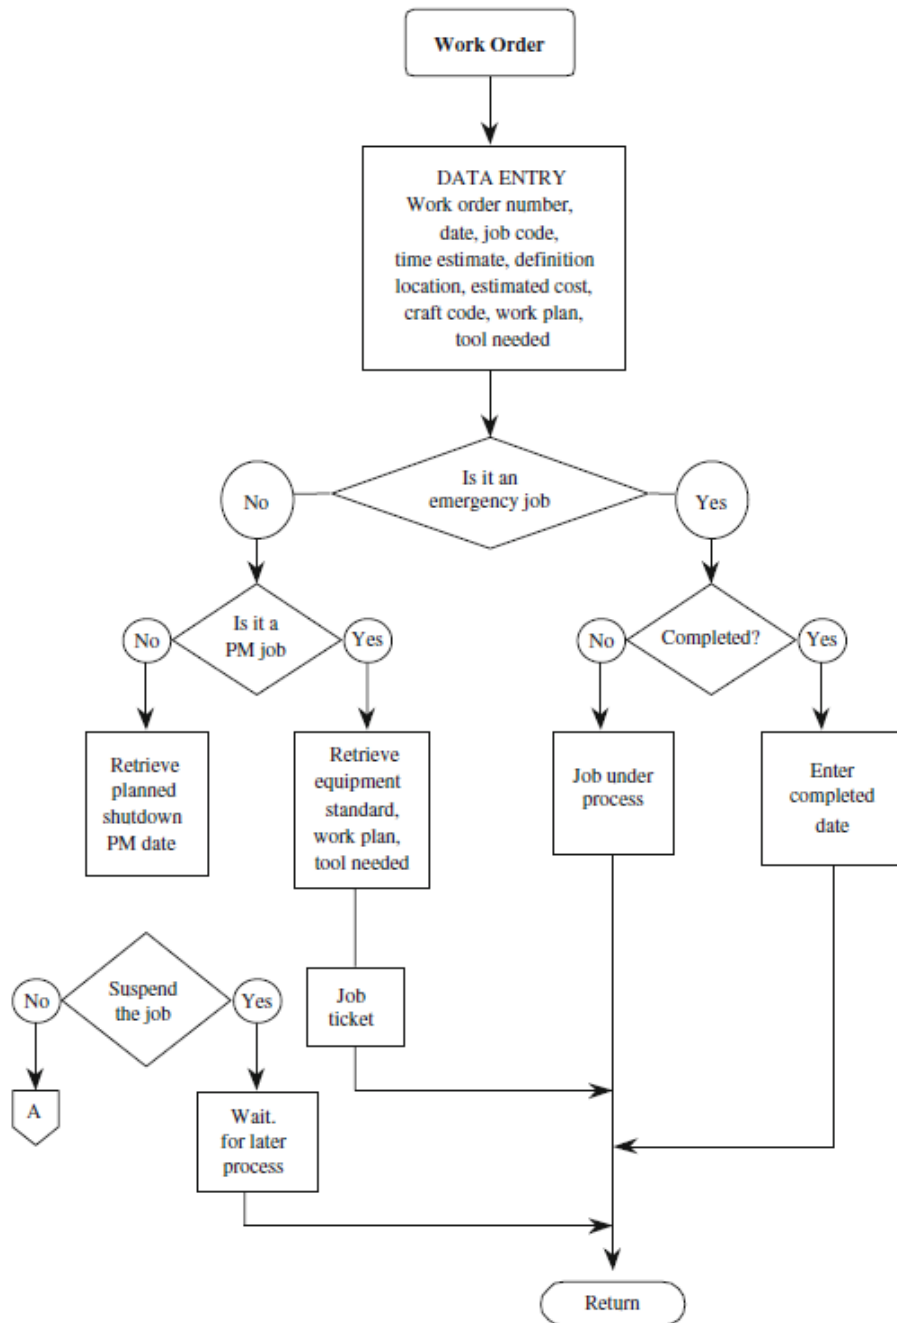 Work Order
DATA ENTRY
Work order number,
date, job code,
time estimate, definition
location, estimated cost,
craft code, work plan,
tool needed
Is it an
emergency job
No
Yes
Is it a
PM job
No
Yes
Completed?
No
Yes
Retrieve
planned
shutdown
PM date
Retrieve
equipment
standard,
work plan,
tool needed
Job under
process
Enter
completed
date
Suspend
the job
No
Yes
Job
ticket
A
Wait.
for later
process
Return